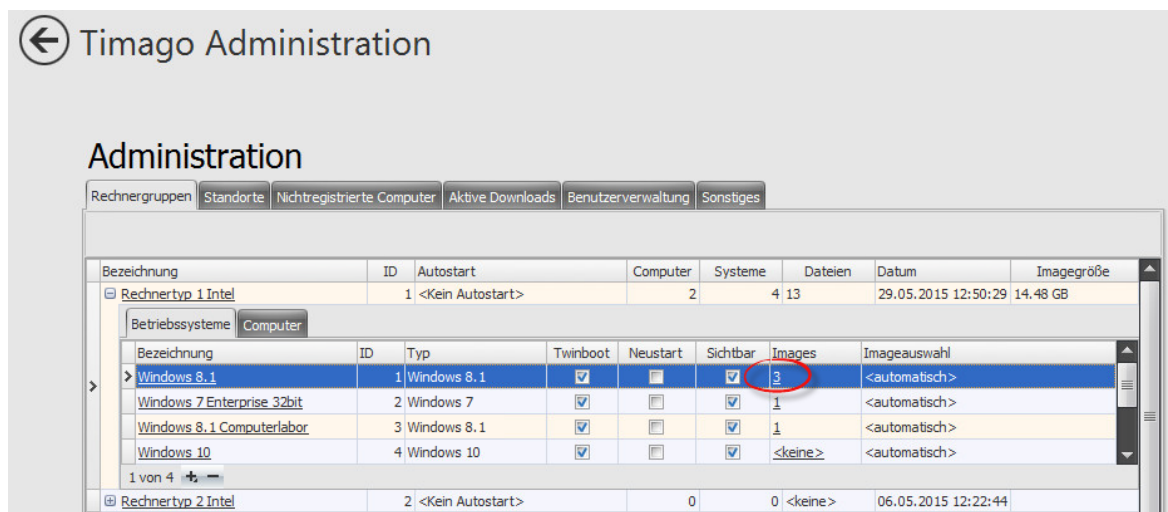 Timago Administration
Administration
Rechnergruppen Standorte Nichtregistrierte Computer Aktive Downloads Benutzerverwaltung Sonstiges
Bezeichnung ID Autostart Computer Systeme Dateien Datum Imagegröße
Rechnertyp 1 Intel 1 <Kein Autostart> 2 4 13 29.05.2015 12:50:29 14.48 GB
Betriebssysteme Computer
Bezeichnung ID Typ Twinboot Neustart Sichtbar Images Imageauswahl
Windows 8.1 1 Windows 8.1 3 <automatisch>
Windows 7 Enterprise 32bit 2 Windows 7 1 <automatisch>
Windows 8.1 Computerlabor 3 Windows 8.1 1 <automatisch>
Windows 10 4 Windows 10 <keine> <automatisch>
1 von 4
Rechnertyp 2 Intel 2 <Kein Autostart> 0 0 <keine> 06.05.2015 12:22:44